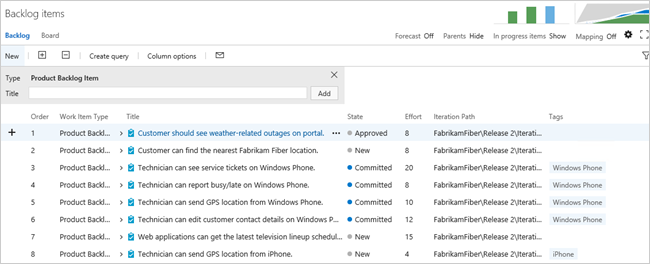 Backlog items
Backlog Board Forecast Off Parents Hide In progress items Show Mapping Off
New Create query Column options
Type Product Backlog Item
Title Add
Order Work Item Type Title State Effort Iteration Path Tags
1 Product Backl... Customer should see weather-related outages on portal. ... Approved 8 FabrikamFiber\Release 2\Iterati...
2 Product Backl... Customer can find the nearest Fabrikam Fiber location. New 8 FabrikamFiber\Release 2\Iterati...
3 Product Backl... Technician can see service tickets on Windows Phone. Committed 20 FabrikamFiber\Release 2\Iterati... Windows Phone
4 Product Backl... Technician can report busy/late on Windows Phone. Committed 8 FabrikamFiber\Release 2\Iterati... Windows Phone
5 Product Backl... Technician can send GPS location from Windows Phone. Committed 10 FabrikamFiber\Release 2\Iterati... Windows Phone
6 Product Backl... Technician can edit customer contact details on Windows P... Committed 12 FabrikamFiber\Release 2\Iterati... Windows Phone
7 Product Backl... Web applications can get the latest television lineup schedul... New 15 FabrikamFiber\Release 2\Iterati...
8 Product Backl... Technician can send GPS location from iPhone. New 4 FabrikamFiber\Release 2\Iterati... iPhone